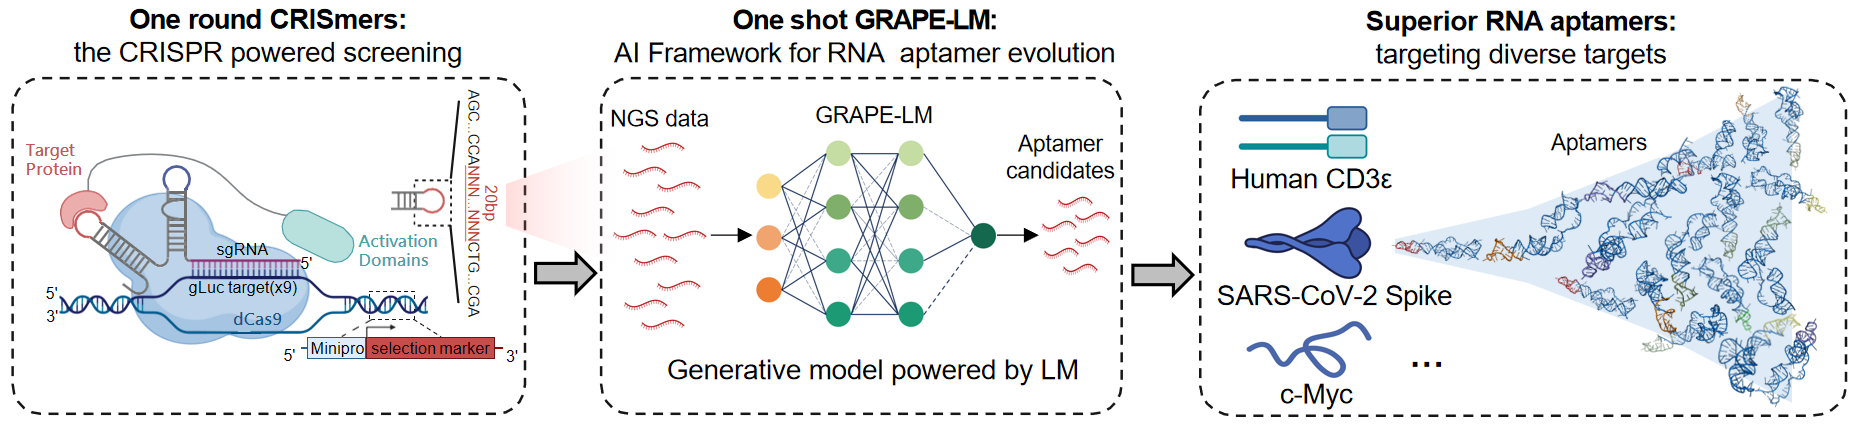 One round CRISmers:
the CRISPR powered screening
Target
Protein
AGC...CCANNN...NNNCTG...CGA
20bp
sgRNA
5'
Activation
Domains
gLuc target(x9)
5'
3'
dCas9
5'
Minipro
selection marker
3'
One shot GRAPE-LM:
AI Framework for RNA aptamer evolution
NGS data
GRAPE-LM
Aptamer
candidates
Generative model powered by LM
Superior RNA aptamers:
targeting diverse targets
Human CD3ε
Aptamers
SARS-CoV-2 Spike
c-Myc
...